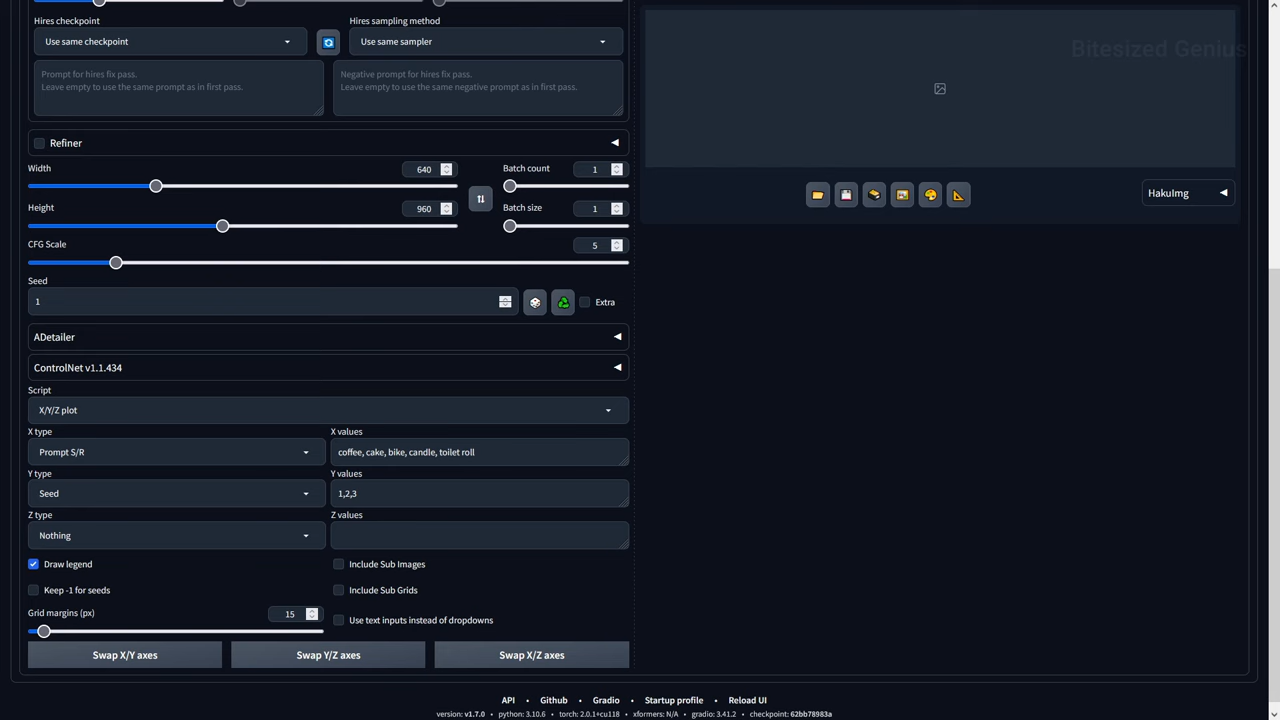 Hires checkpoint
Hires sampling method
Use same checkpoint
Use same sampler
Bitesized Genius
Prompt for hires fix pass.
Leave empty to use the same prompt as in first pass.
Negative prompt for hires fix pass.
Leave empty to use the same negative prompt as in first pass.
Refiner
Width
640
Batch count
1
HakuImg
Height
960
Batch size
1
CFG Scale
5
Seed
1
Extra
ADetailer
ControlNet v1.1.434
Script
X/Y/Z plot
X type
X values
Prompt S/R
coffee, cake, bike, candle, toilet roll
Y type
Y values
Seed
1,2,3
Z type
Z values
Nothing
Draw legend
Include Sub Images
Keep -1 for seeds
Include Sub Grids
Grid margins (px)
15
Use text inputs instead of dropdowns
Swap X/Y axes
Swap Y/Z axes
Swap X/Z axes
API • Github • Gradio • Startup profile • Reload UI
version: v1.7.0 • python: 3.10.6 • torch: 2.0.1+cu118 • xformers: N/A • gradio: 3.41.2 • checkpoint: 62bb78983a